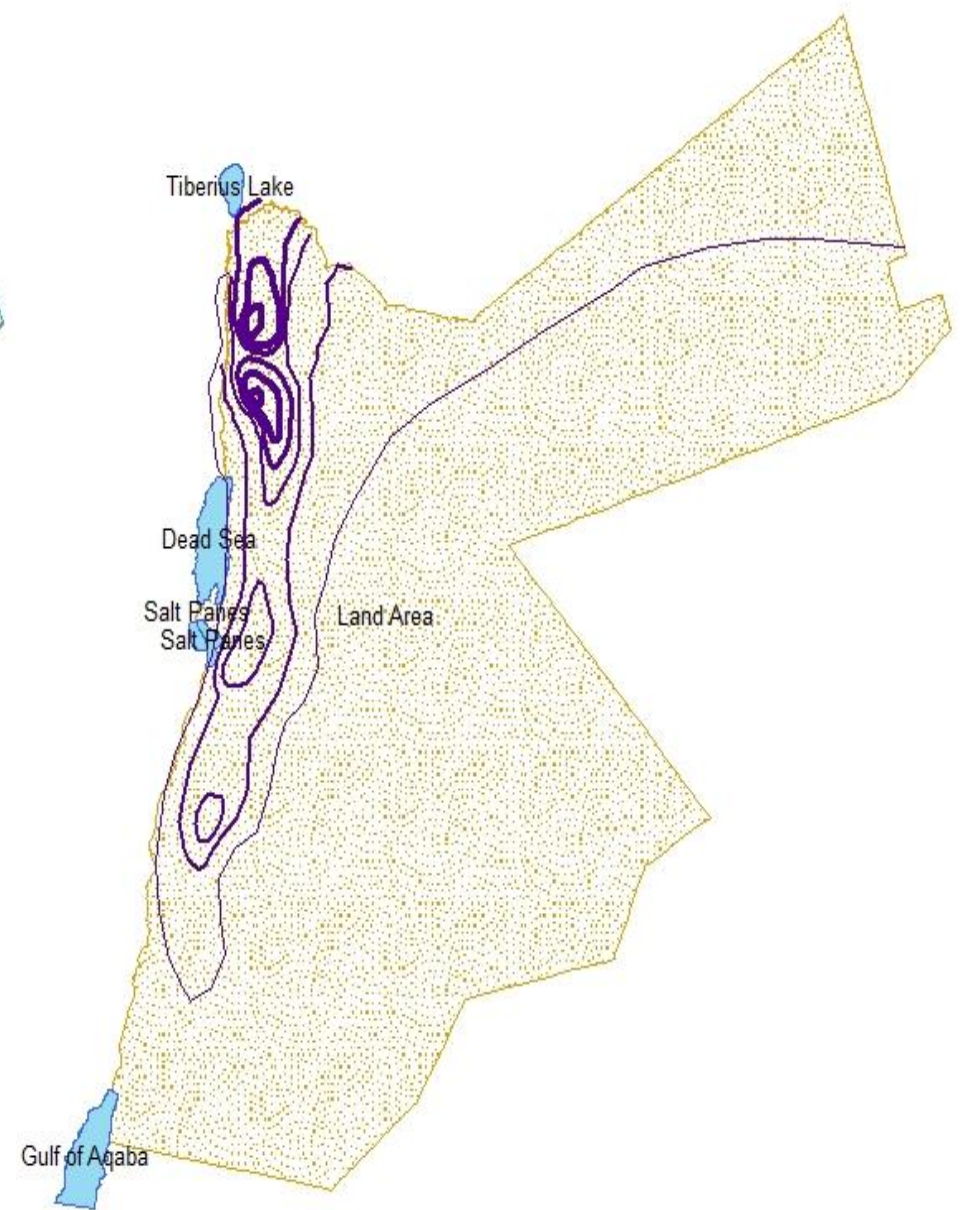 Tiberius Lake
Dead Sea
Salt Panes
Land Area
Salt Panes
Gulf of Aqaba